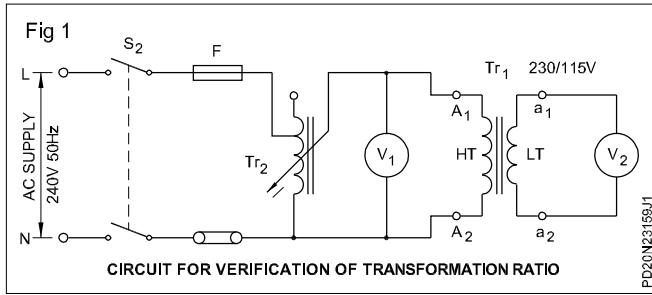 Fig 1
S2
F
L
AC SUPPLY
240V 50Hz
N
Tr2
V1
A1
A2
HT
Tr1 230/115V
LT
a1
a2
V2
CIRCUIT FOR VERIFICATION OF TRANSFORMATION RATIO
PD20N23159J1